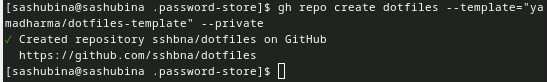 [sashubina@sashubina .password-store]$ gh repo create dotfiles --template="ya
madharma/dotfiles-template" --private
✓ Created repository sshbna/dotfiles on GitHub
  https://github.com/sshbna/dotfiles
[sashubina@sashubina .password-store]$